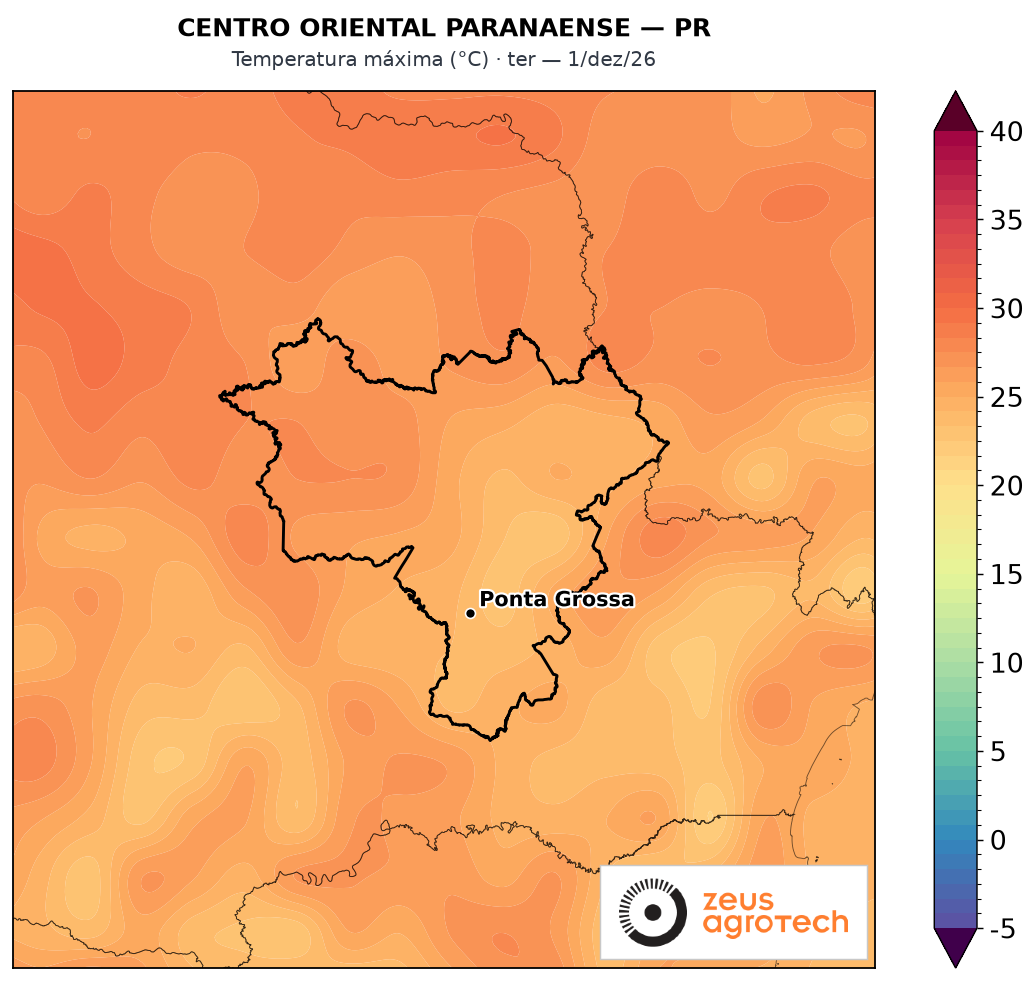 CENTRO ORIENTAL PARANAENSE — PR
Temperatura máxima (°C) · ter — 1/dez/26
40
35
30
25
20
15
10
5
0
-5
Ponta Grossa
zeus
agrotech